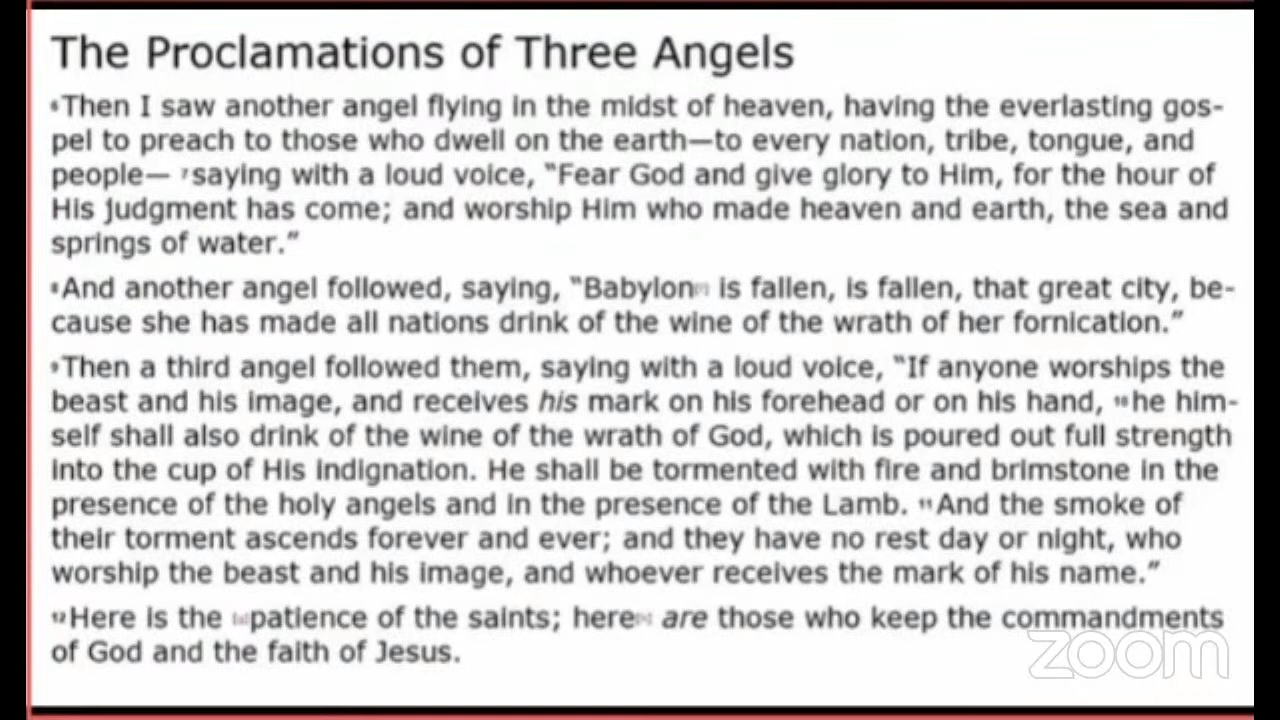 The Proclamations of Three Angels
⁶Then I saw another angel flying in the midst of heaven, having the everlasting gos-
pel to preach to those who dwell on the earth—to every nation, tribe, tongue, and
people— ⁷saying with a loud voice, “Fear God and give glory to Him, for the hour of
His judgment has come; and worship Him who made heaven and earth, the sea and
springs of water.”
⁸And another angel followed, saying, “Babylon is fallen, is fallen, that great city, be-
cause she has made all nations drink of the wine of the wrath of her fornication.”
⁹Then a third angel followed them, saying with a loud voice, “If anyone worships the
beast and his image, and receives his mark on his forehead or on his hand, ¹⁰he him-
self shall also drink of the wine of the wrath of God, which is poured out full strength
into the cup of His indignation. He shall be tormented with fire and brimstone in the
presence of the holy angels and in the presence of the Lamb. ¹¹And the smoke of
their torment ascends forever and ever; and they have no rest day or night, who
worship the beast and his image, and whoever receives the mark of his name.”
¹²Here is the patience of the saints; here are those who keep the commandments
of God and the faith of Jesus.
zoom